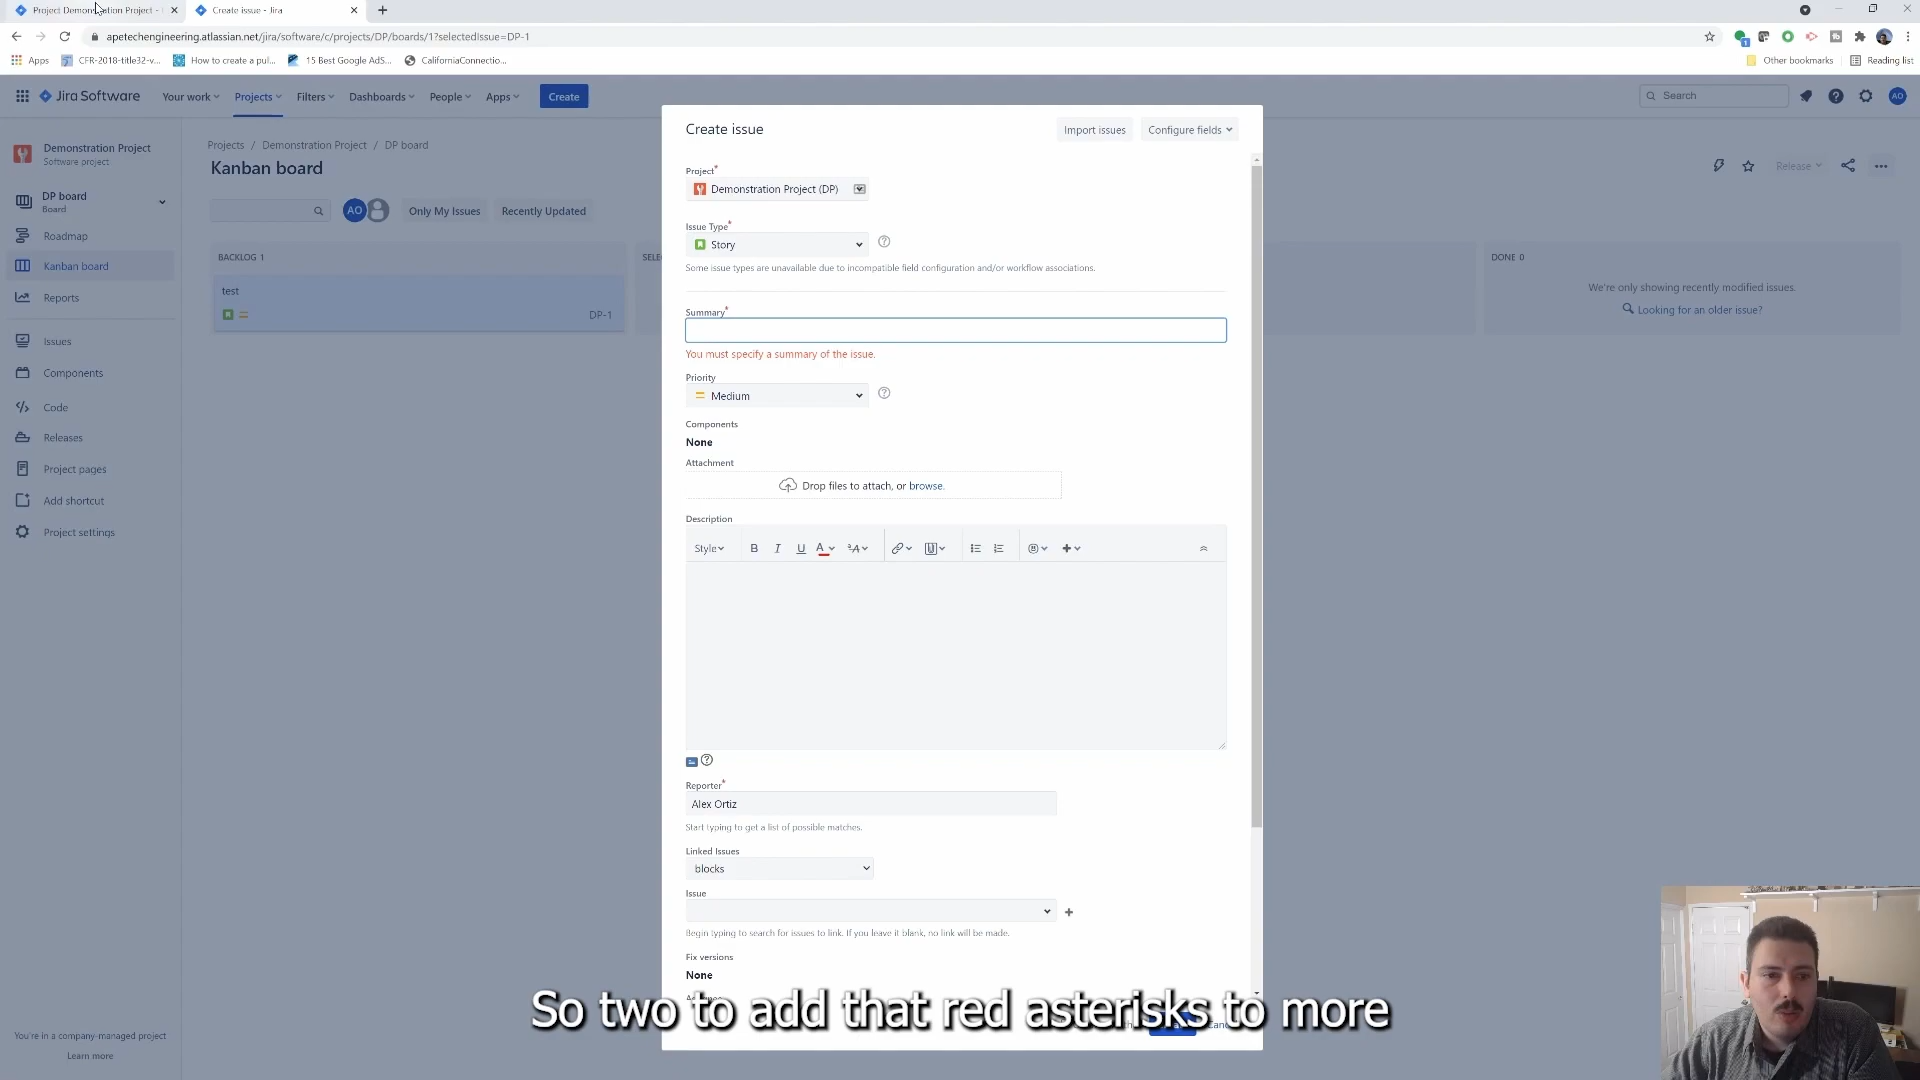 Project Demonstration Project -
Create issue - Jira
apetechengineering.atlassian.net/jira/software/c/projects/DP/boards/1?selectedIssue=DP-1
Apps
CFR-2018-title32-v...
How to create a pul...
15 Best Google AdS...
CaliforniaConnectio...
Other bookmarks
Reading list
Jira Software
Your work
Projects
Filters
Dashboards
People
Apps
Create
Search
AO
Demonstration Project
Software project
DP board
Board
Roadmap
Kanban board
Reports
Issues
Components
Code
Releases
Project pages
Add shortcut
Project settings
You're in a company-managed project
Learn more
Projects / Demonstration Project / DP board
Kanban board
AO
Only My Issues
Recently Updated
Release
BACKLOG 1
test
DP-1
SELE
DONE 0
We're only showing recently modified issues.
Looking for an older issue?
Create issue
Import issues
Configure fields
Project*
Demonstration Project (DP)
Issue Type*
Story
Some issue types are unavailable due to incompatible field configuration and/or workflow associations.
Summary*
You must specify a summary of the issue.
Priority
Medium
Components
None
Attachment
Drop files to attach, or browse.
Description
Style
B I U A
Reporter*
Alex Ortiz
Start typing to get a list of possible matches.
Linked Issues
blocks
Issue
Begin typing to search for issues to link. If you leave it blank, no link will be made.
Fix versions
None
So two to add that red asterisks to more